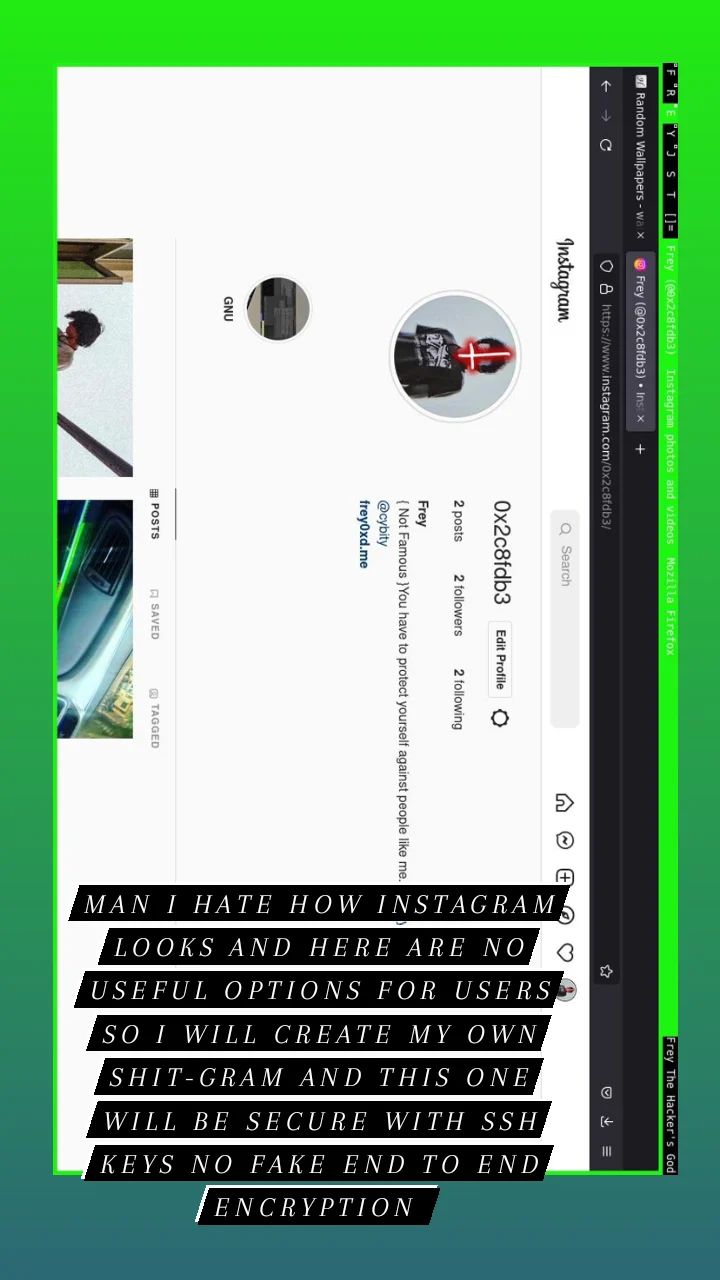 °F °R °E °Y °J S T []= Frey (@0x2c8fdb3) Instagram photos and videos Mozilla Firefox
Frey The Hacker's God
Random Wallpapers - wa
Frey (@0x2c8fdb3) • Ins
https://www.instagram.com/0x2c8fdb3/
Instagram
Search
0x2c8fdb3
Edit Profile
2 posts 2 followers 2 following
Frey
{ Not Famous }You have to protect yourself against people like me.
@cybity
frey0xd.me
GNU
POSTS SAVED TAGGED
MAN I HATE HOW INSTAGRAM
LOOKS AND HERE ARE NO
USEFUL OPTIONS FOR USERS
SO I WILL CREATE MY OWN
SHIT-GRAM AND THIS ONE
WILL BE SECURE WITH SSH
KEYS NO FAKE END TO END
ENCRYPTION